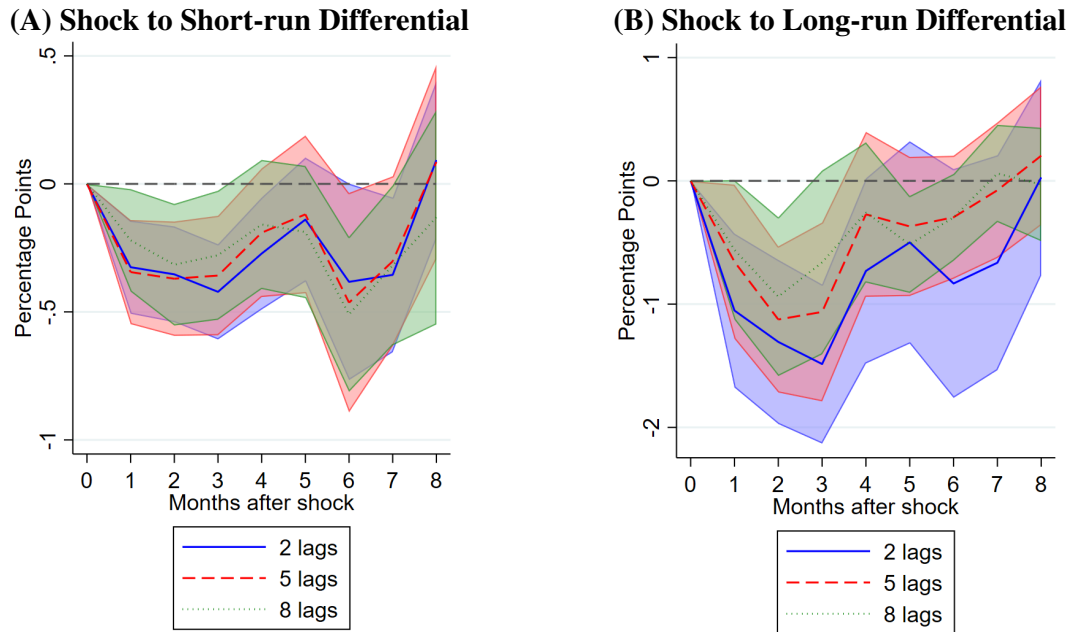 (A) Shock to Short-run Differential
.5
0
-.5
-1
Percentage Points
0 1 2 3 4 5 6 7 8
Months after shock
2 lags
5 lags
8 lags
(B) Shock to Long-run Differential
1
0
-1
-2
Percentage Points
0 1 2 3 4 5 6 7 8
Months after shock
2 lags
5 lags
8 lags